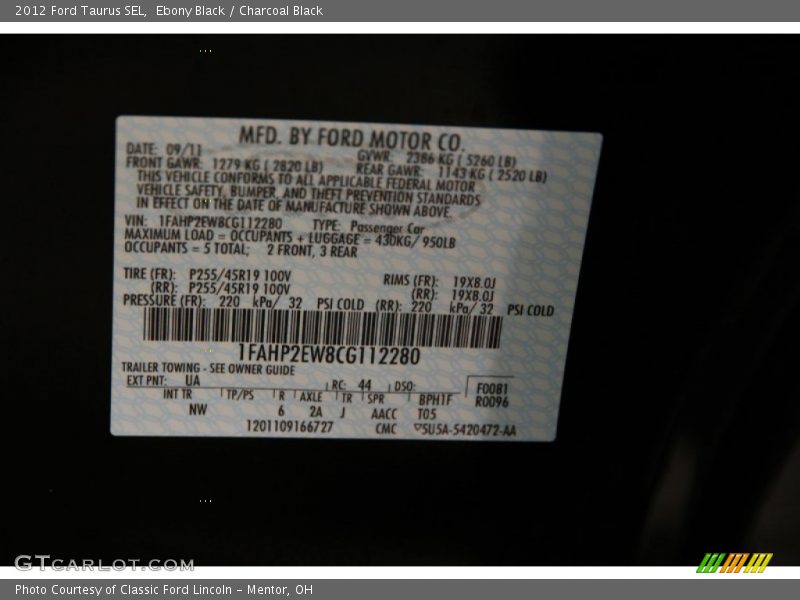 2012 Ford Taurus SEL, Ebony Black / Charcoal Black
MFD. BY FORD MOTOR CO.
DATE: 09/11 GVWR: 2386 KG ( 5260 LB)
FRONT GAWR: 1279 KG ( 2820 LB) REAR GAWR: 1143 KG ( 2520 LB)
THIS VEHICLE CONFORMS TO ALL APPLICABLE FEDERAL MOTOR
VEHICLE SAFETY, BUMPER, AND THEFT PREVENTION STANDARDS
IN EFFECT ON THE DATE OF MANUFACTURE SHOWN ABOVE.
VIN: 1FAHP2EW8CG112280 TYPE: Passenger Car
MAXIMUM LOAD = OCCUPANTS + LUGGAGE = 430KG/ 950LB
OCCUPANTS = 5 TOTAL; 2 FRONT, 3 REAR
TIRE (FR): P255/45R19 100V RIMS (FR): 19X8.0J
(RR): P255/45R19 100V (RR): 19X8.0J
PRESSURE (FR): 220 kPa/ 32 PSI COLD (RR): 220 kPa/ 32 PSI COLD
1FAHP2EW8CG112280
TRAILER TOWING - SEE OWNER GUIDE
EXT PNT: UA RC: 44 DSO: F0081
INT TR TP/PS R AXLE TR SPR BPH1F R0096
NW 6 2A J AACC T05
1201109166727 CMC 5U5A-5420472-AA
GTCARLOT.COM
Photo Courtesy of Classic Ford Lincoln - Mentor, OH